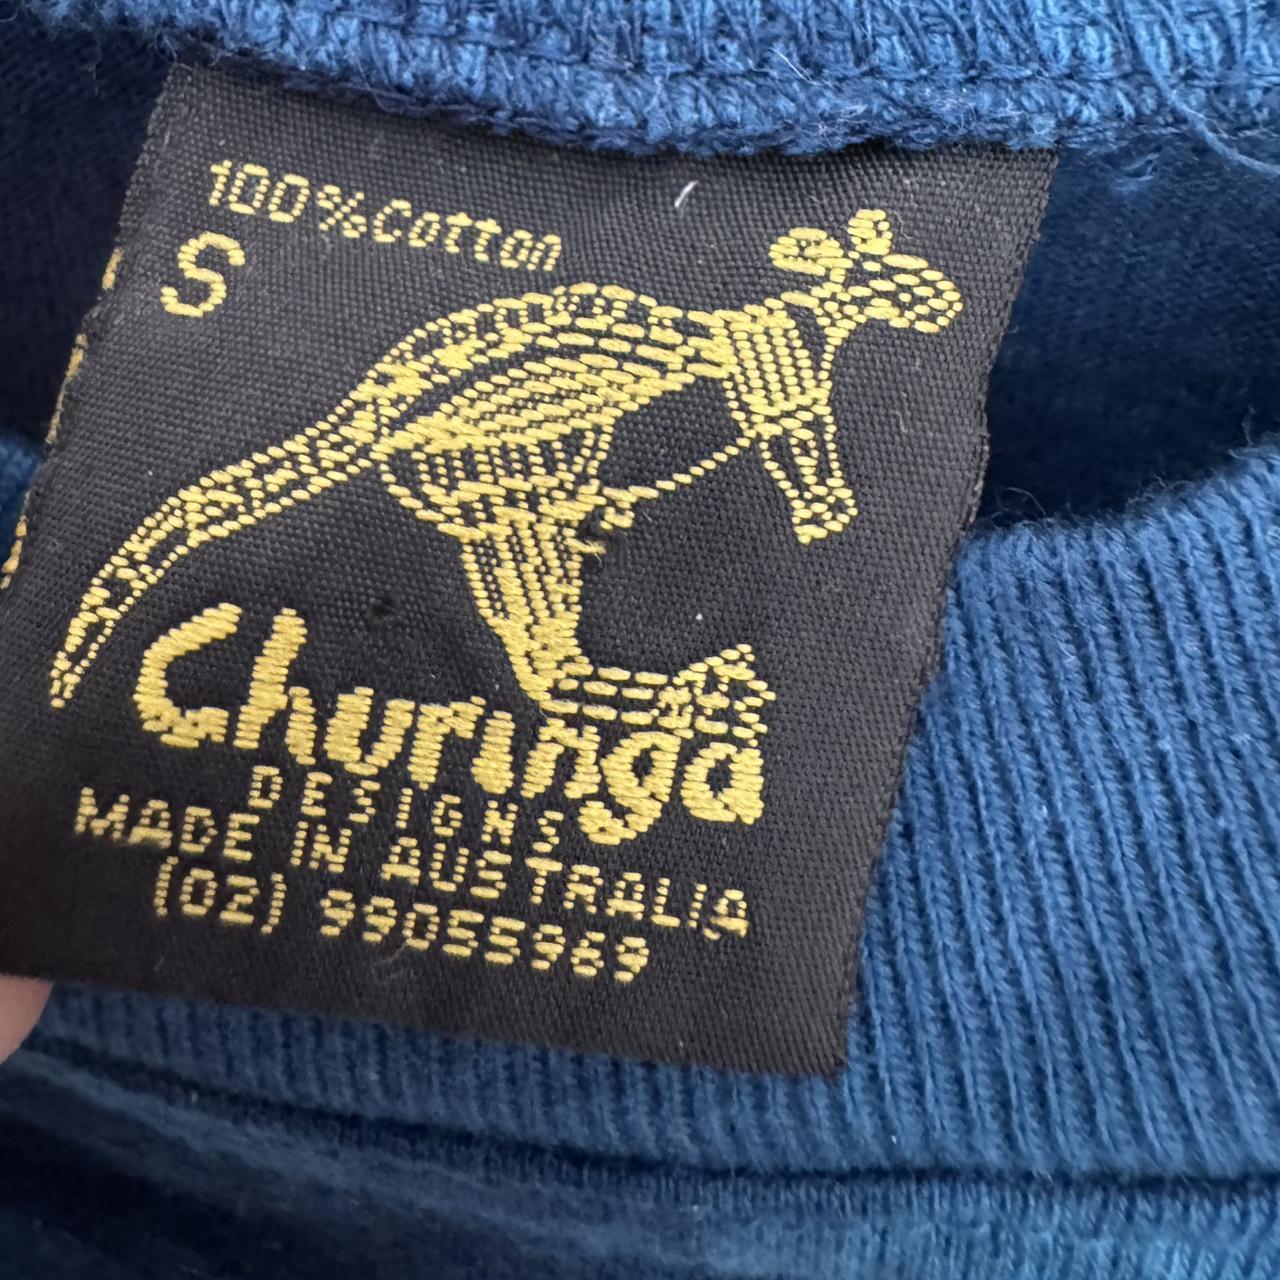 100%Cotton
S
Churinga
DESIGNS
MADE IN AUSTRALIA
(02) 99055969